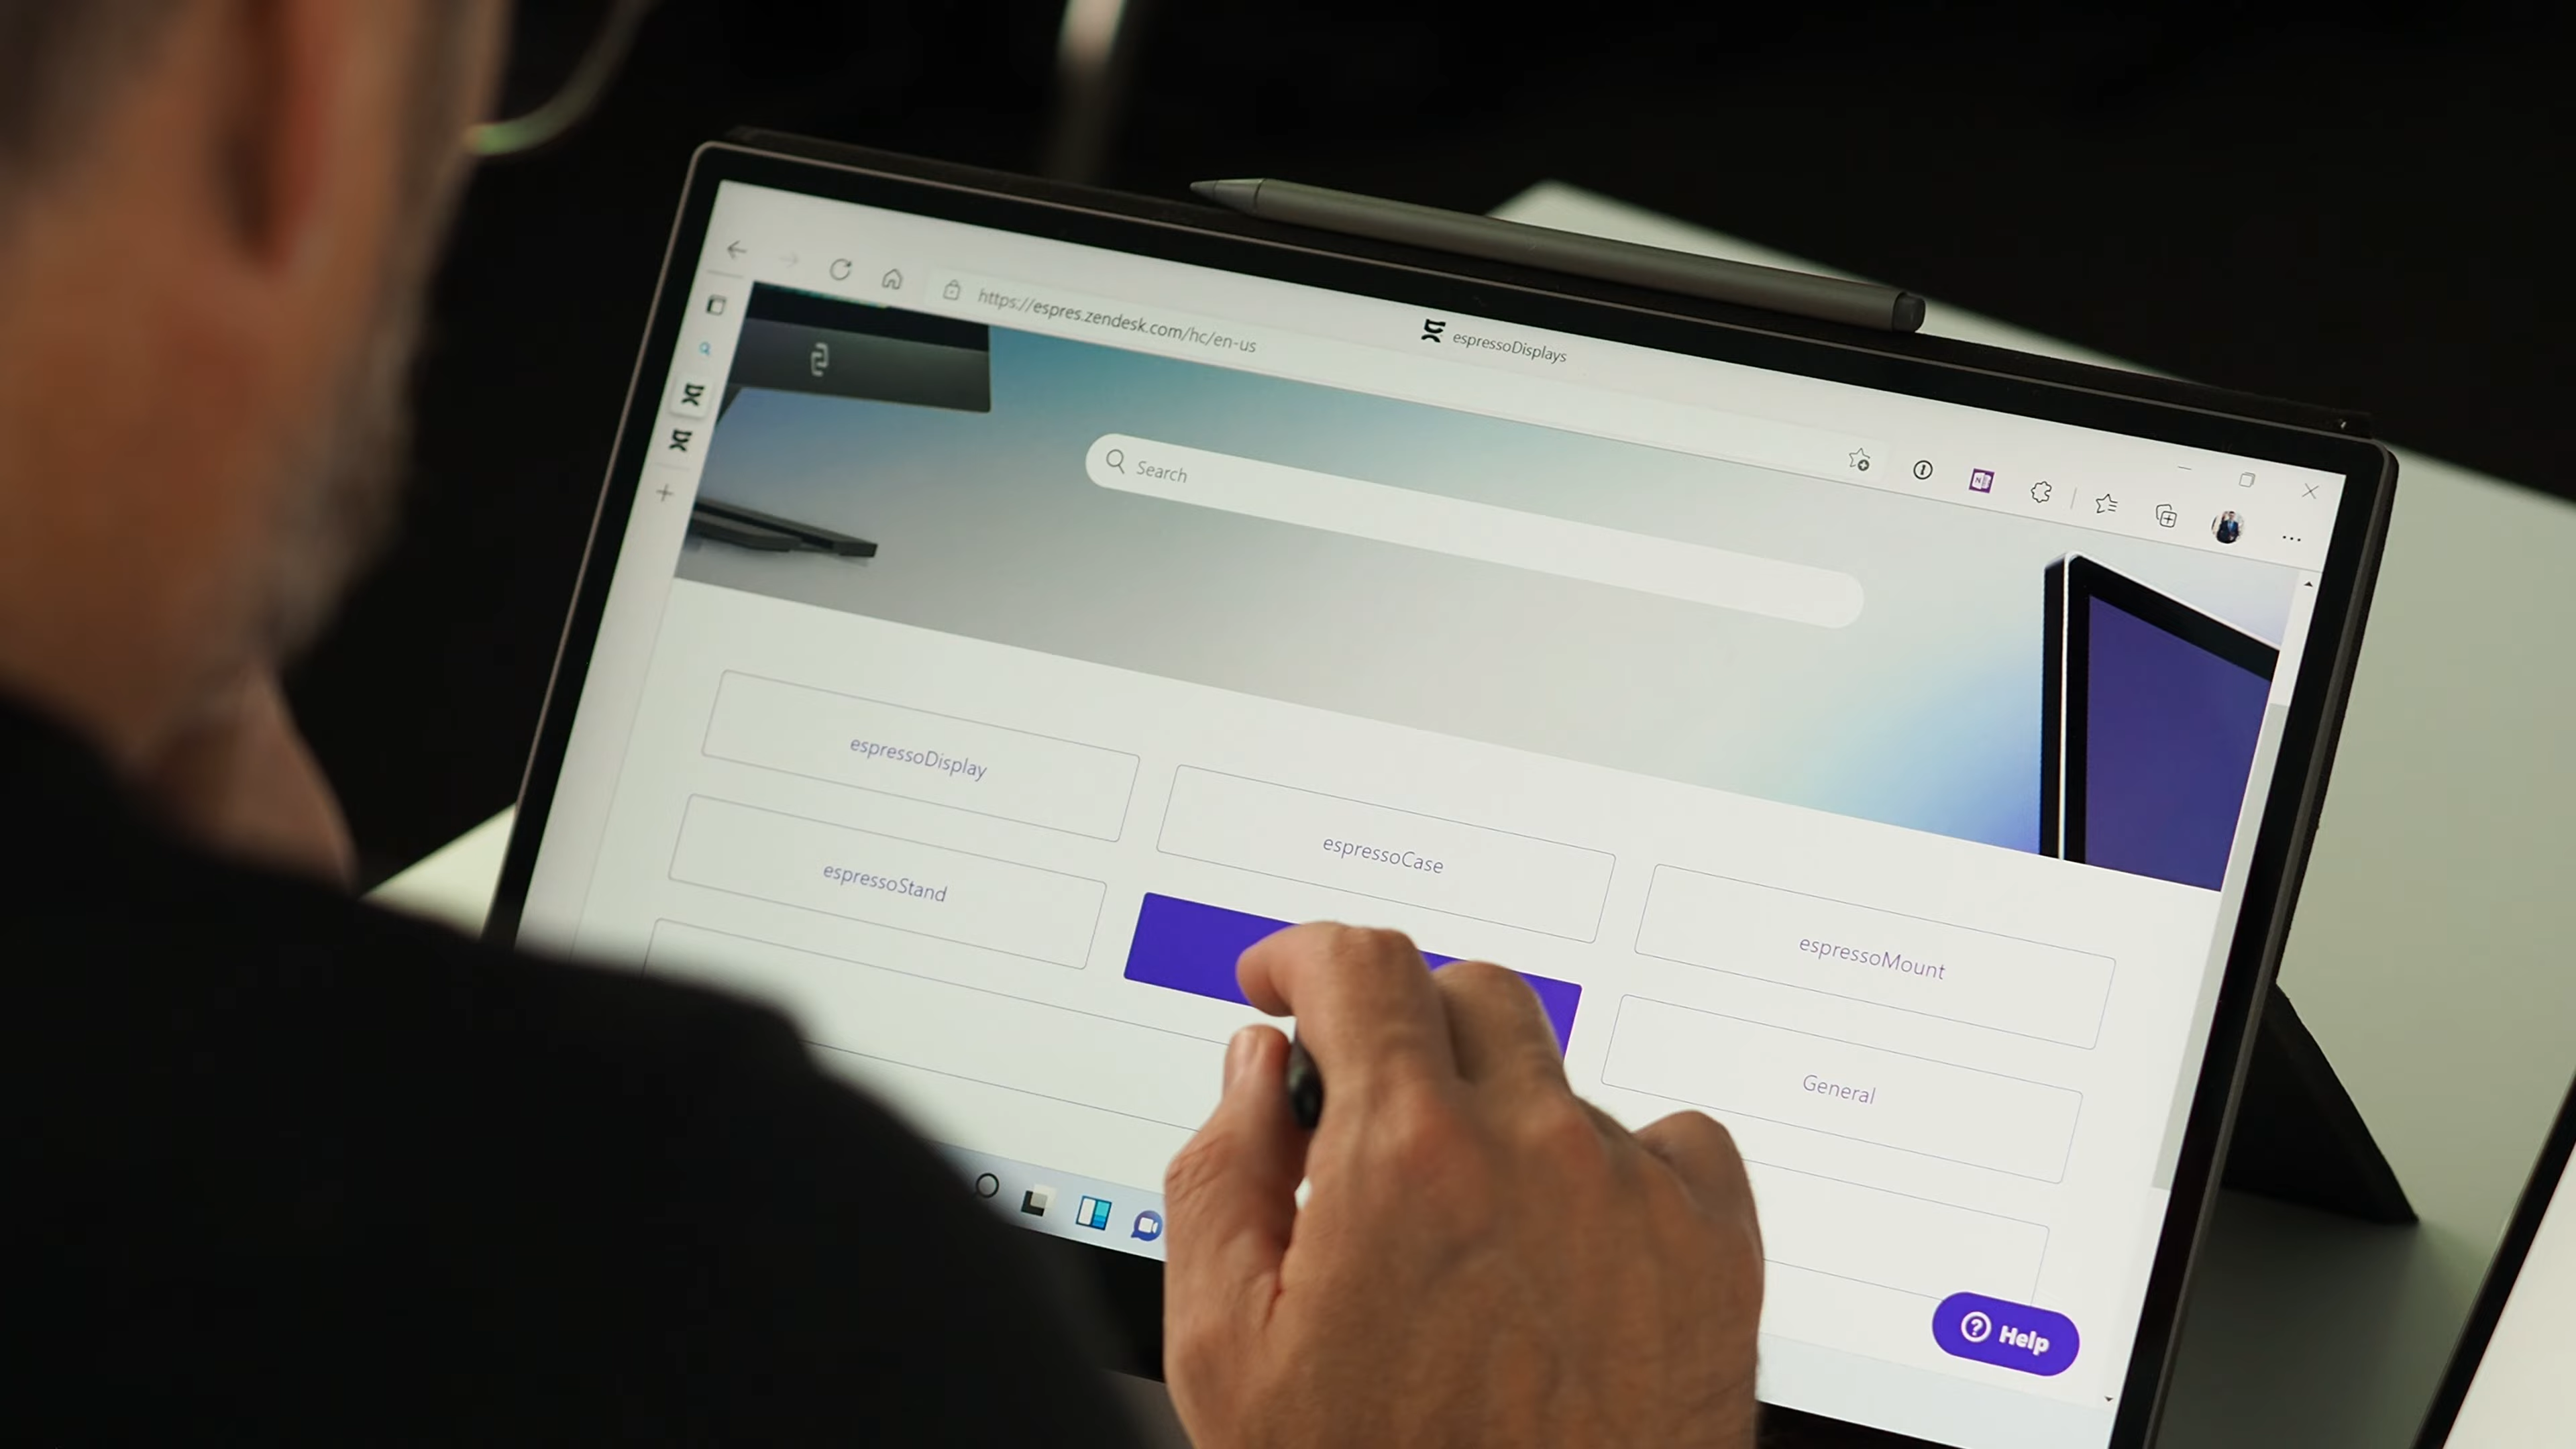 espressoDisplays
https://espres.zendesk.com/hc/en-us
Search
espressoDisplay
espressoCase
espressoMount
espressoStand
General
Help